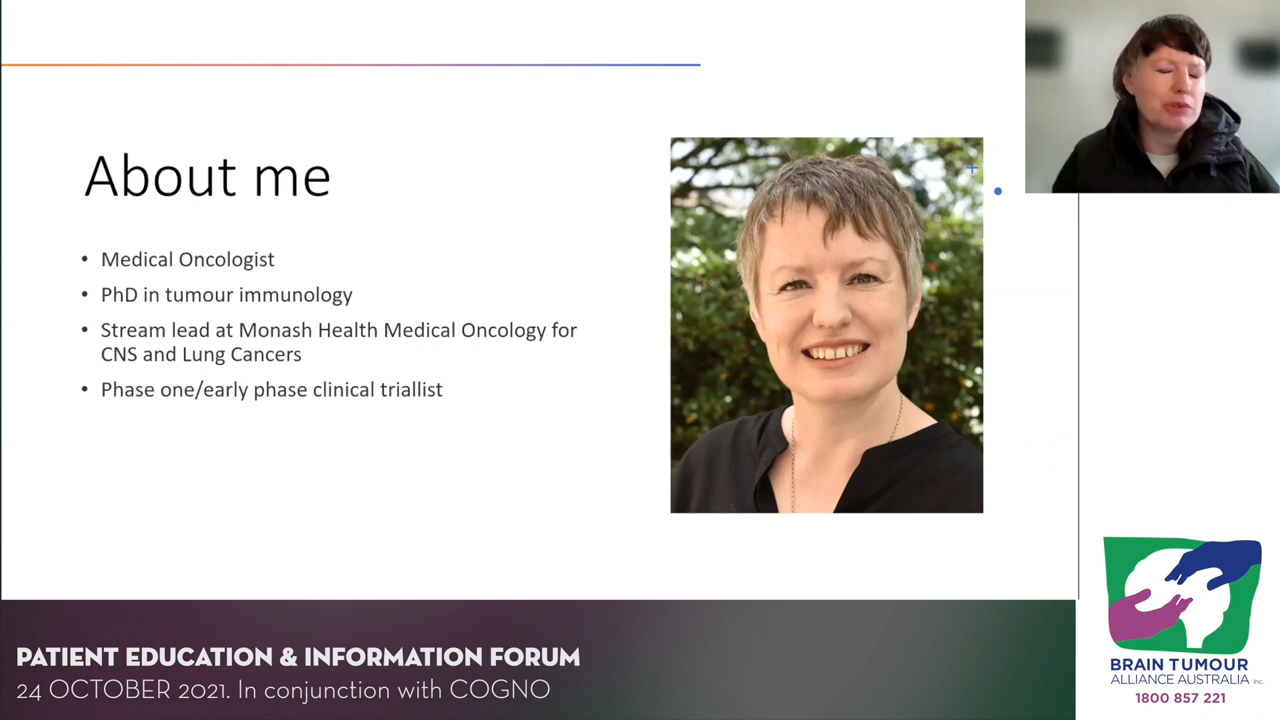 About me
• Medical Oncologist
• PhD in tumour immunology
• Stream lead at Monash Health Medical Oncology for
CNS and Lung Cancers
• Phase one/early phase clinical triallist
PATIENT EDUCATION & INFORMATION FORUM
24 OCTOBER 2021. In conjunction with COGNO
BRAIN TUMOUR
ALLIANCE AUSTRALIA Inc.
1800 857 221